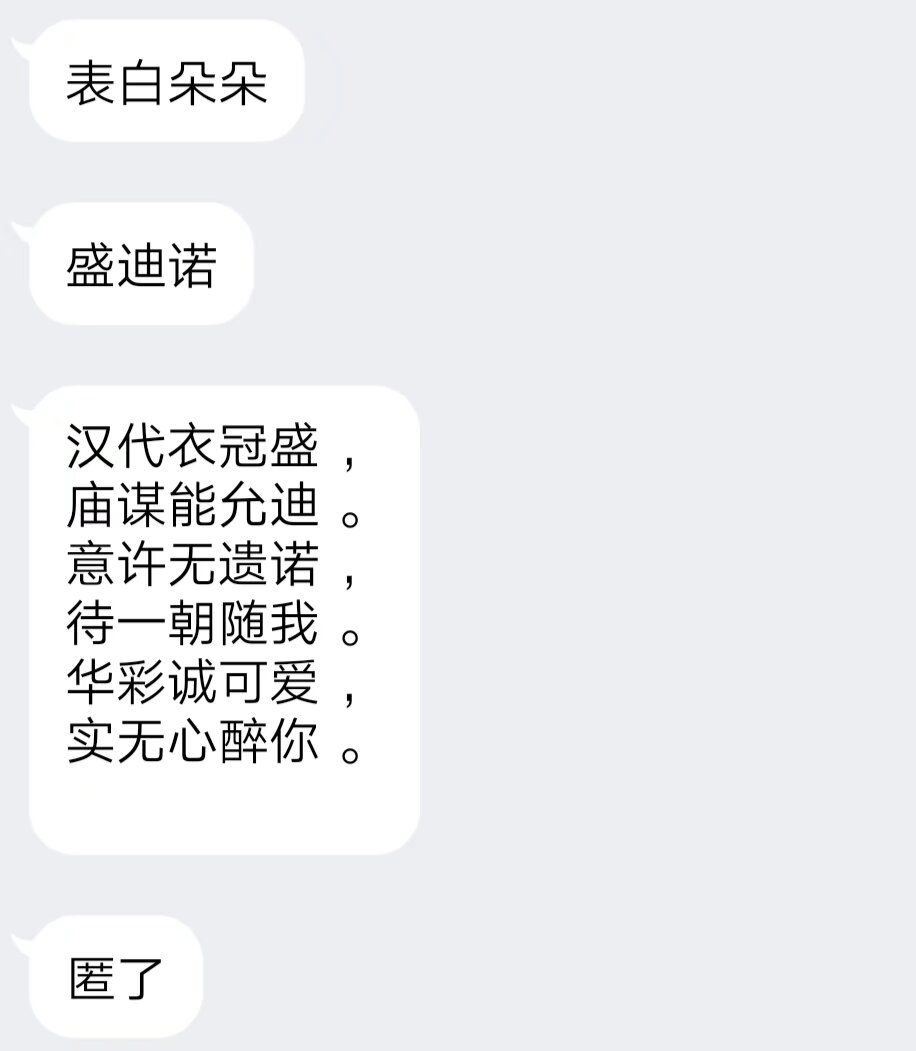 表白朵朵
盛迪诺
汉代衣冠盛，
庙谋能允迪。
意许无遗诺，
待一朝随我。
华彩诚可爱，
实无心醉你。
匿了